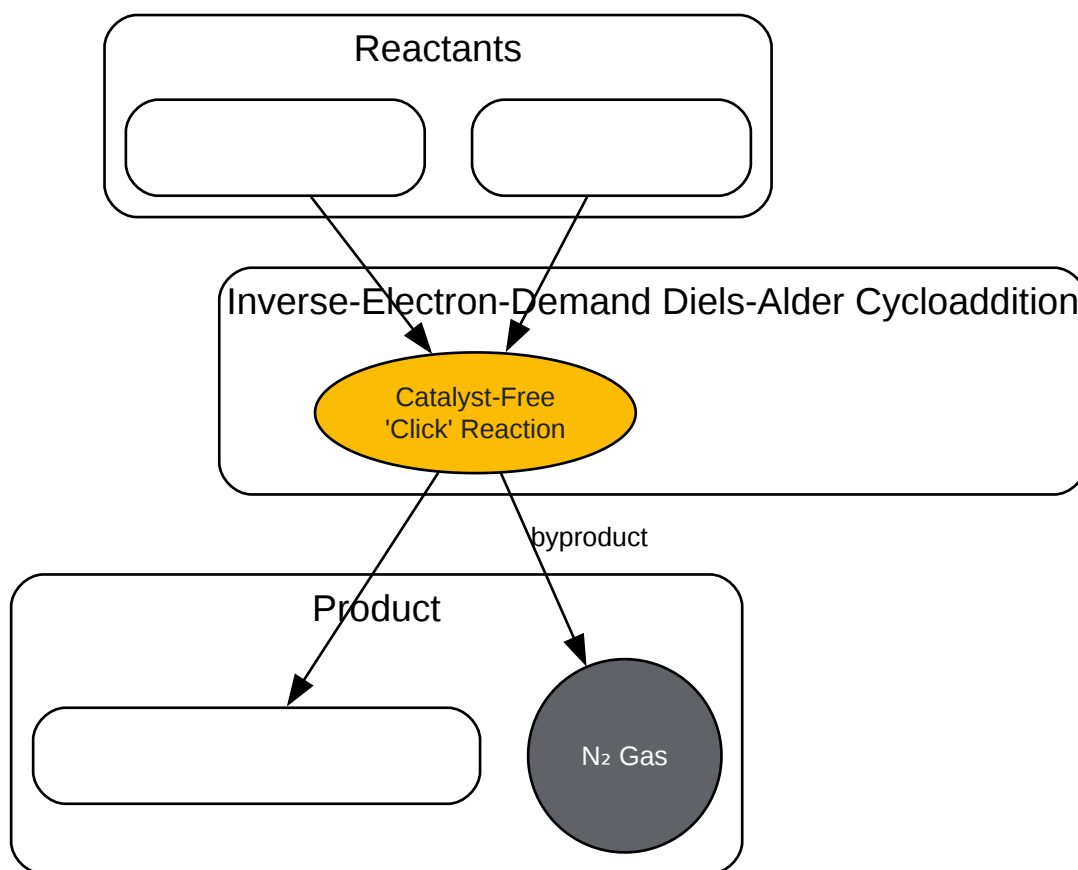 Reactants
Inverse-Electron-Demand Diels-Alder Cycloaddition
Catalyst-Free
'Click' Reaction
byproduct
Product
N₂ Gas